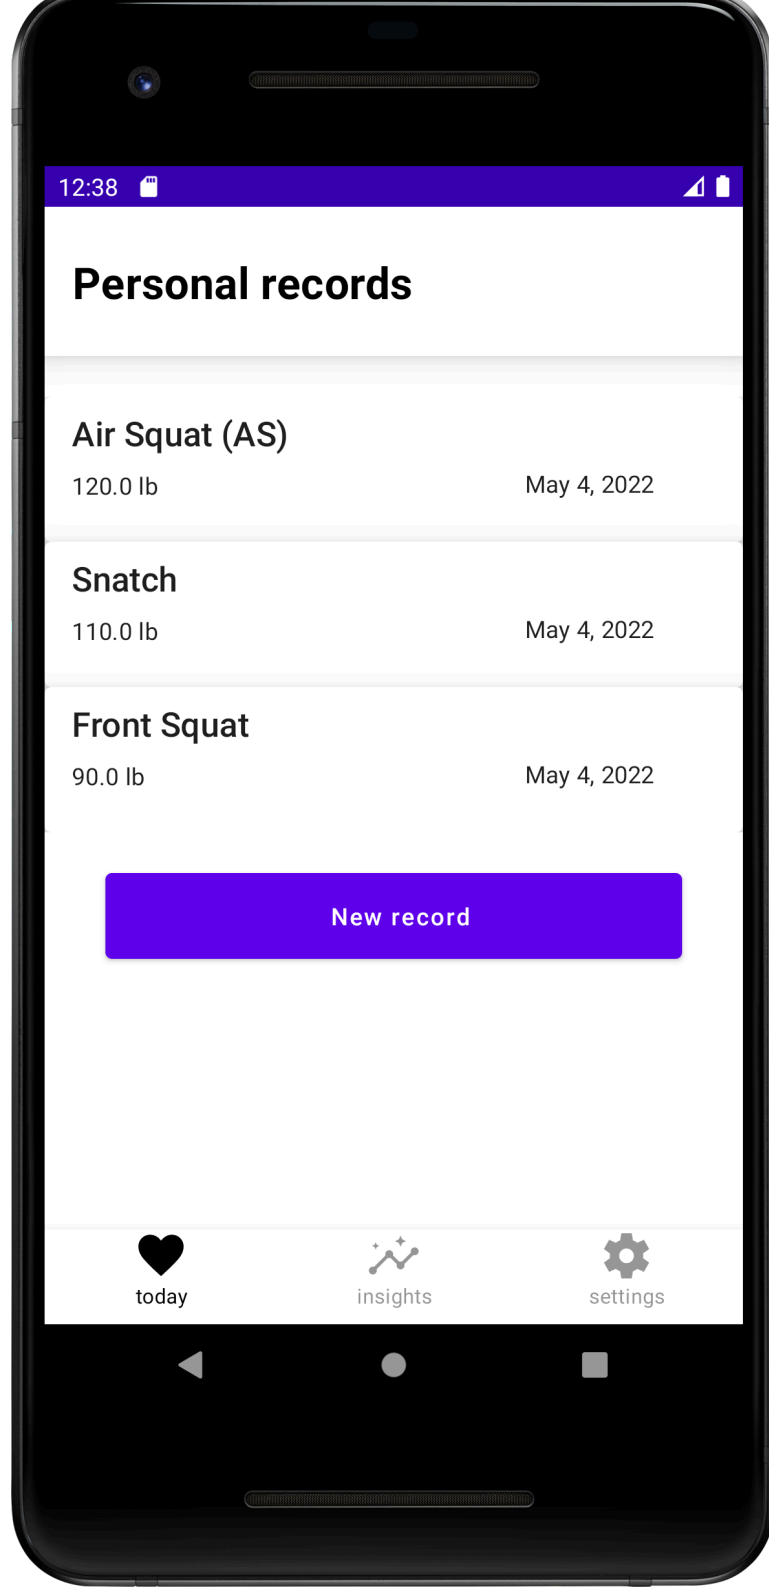 12:38
Personal records
Air Squat (AS)
120.0 lb
May 4, 2022
Snatch
110.0 lb
May 4, 2022
Front Squat
90.0 lb
May 4, 2022
New record
today
insights
settings